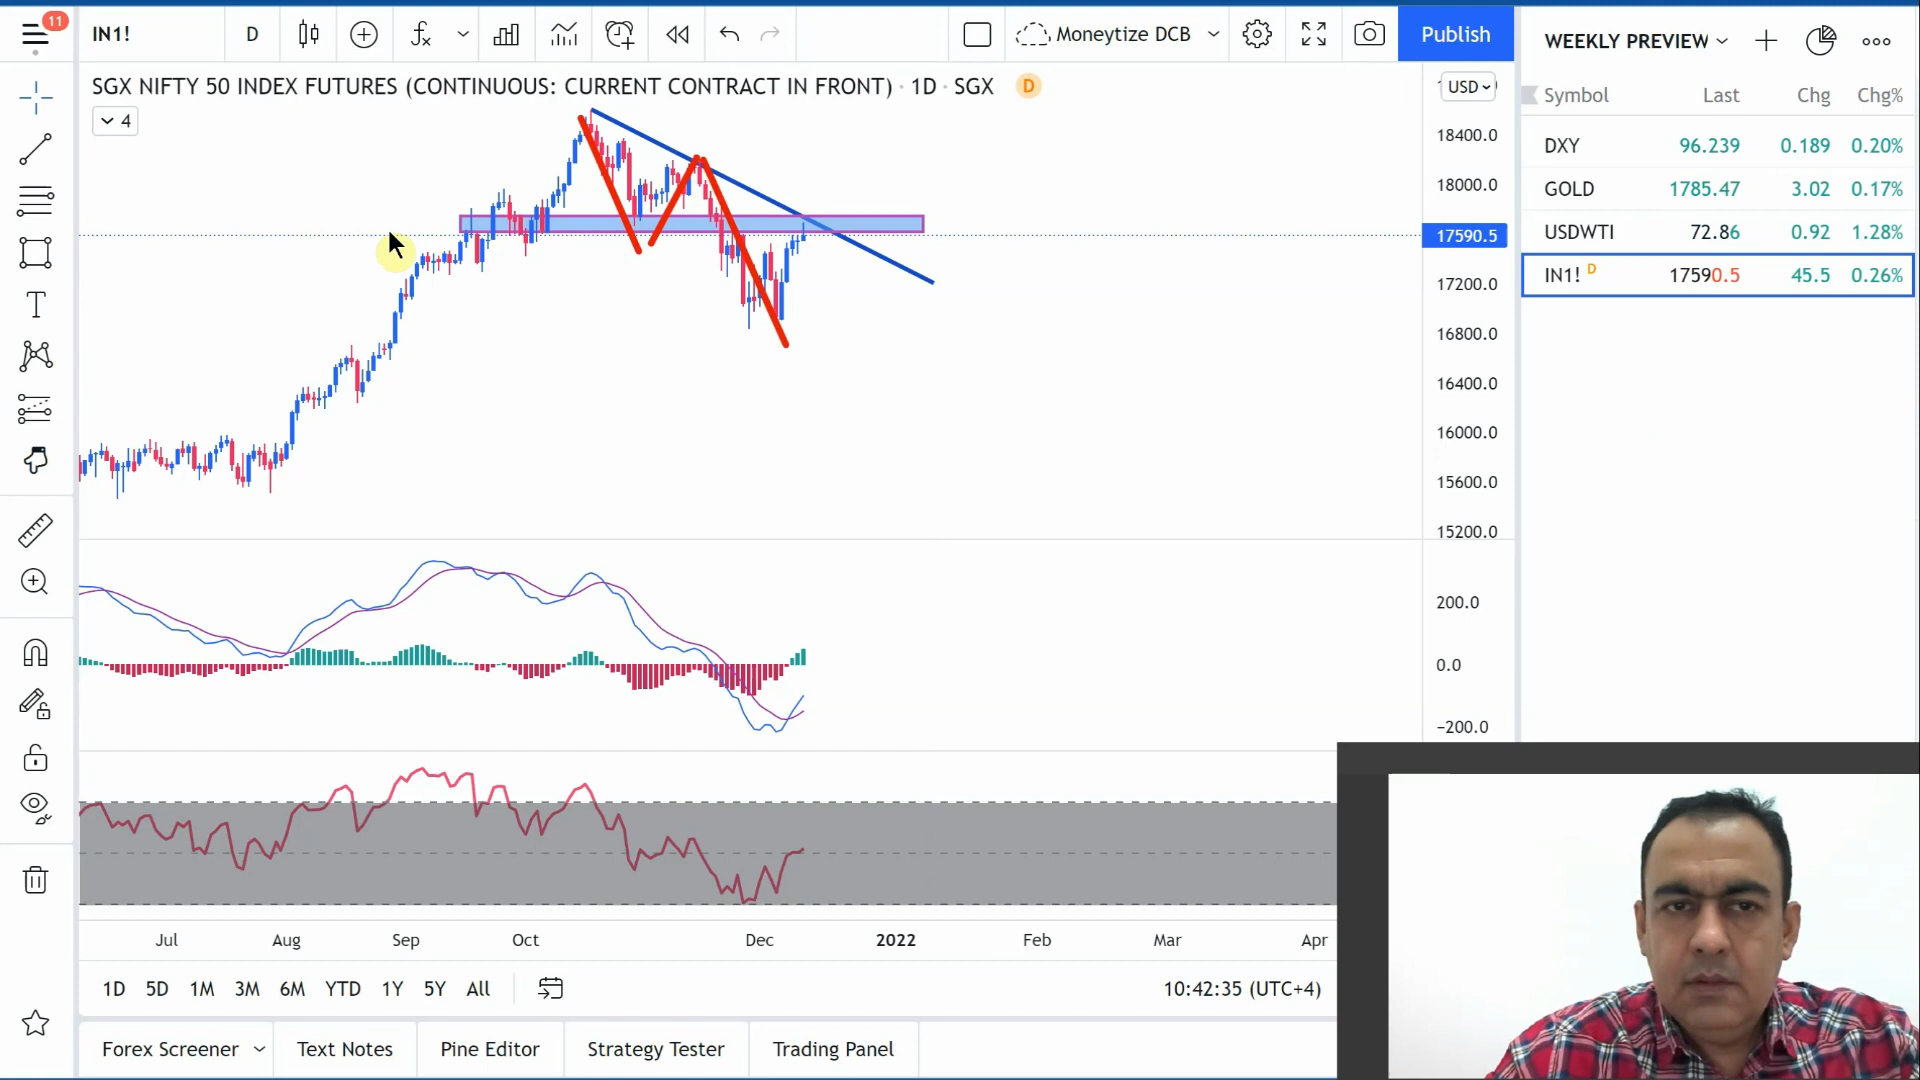 11
IN1!
D
Moneytize DCB
Publish
WEEKLY PREVIEW
SGX NIFTY 50 INDEX FUTURES (CONTINUOUS: CURRENT CONTRACT IN FRONT) · 1D · SGX D
USD
4
Symbol Last Chg Chg%
DXY 96.239 0.189 0.20%
GOLD 1785.47 3.02 0.17%
USDWTI 72.86 0.92 1.28%
IN1! D 17590.5 45.5 0.26%
18400.0
18000.0
17590.5
17200.0
16800.0
16400.0
16000.0
15600.0
15200.0
200.0
0.0
−200.0
Jul Aug Sep Oct Dec 2022 Feb Mar Apr
1D 5D 1M 3M 6M YTD 1Y 5Y All
10:42:35 (UTC+4)
Forex Screener Text Notes Pine Editor Strategy Tester Trading Panel